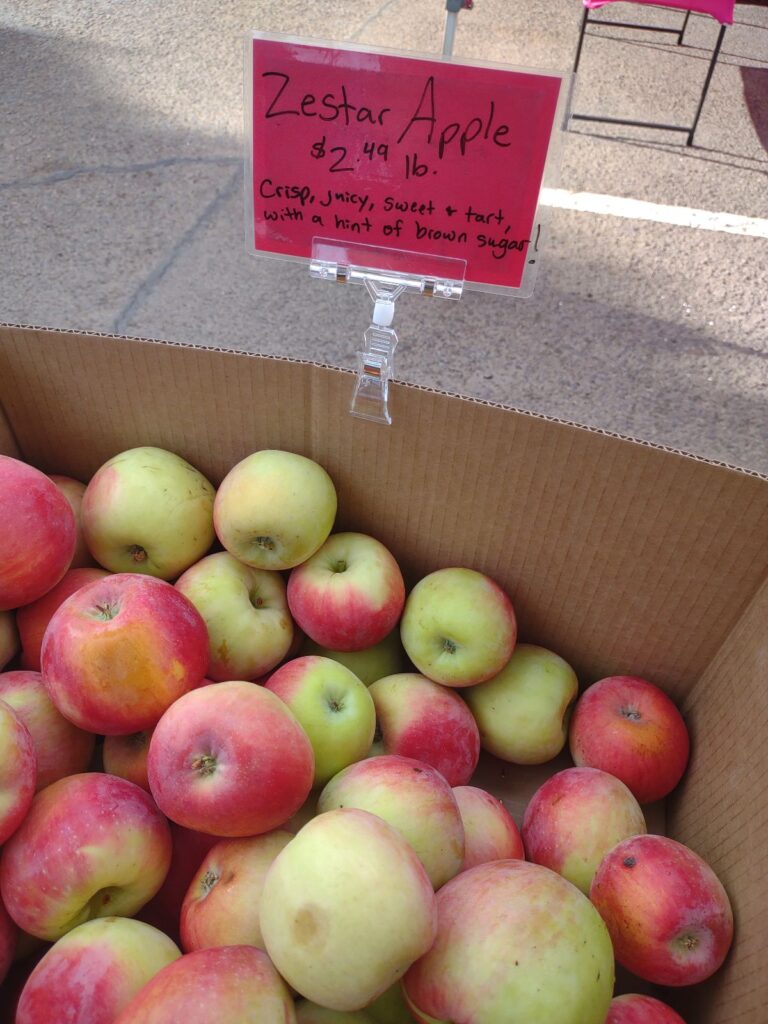 Zestar Apple
$2.49 lb.
Crisp, juicy, sweet + tart,
with a hint of brown sugar!